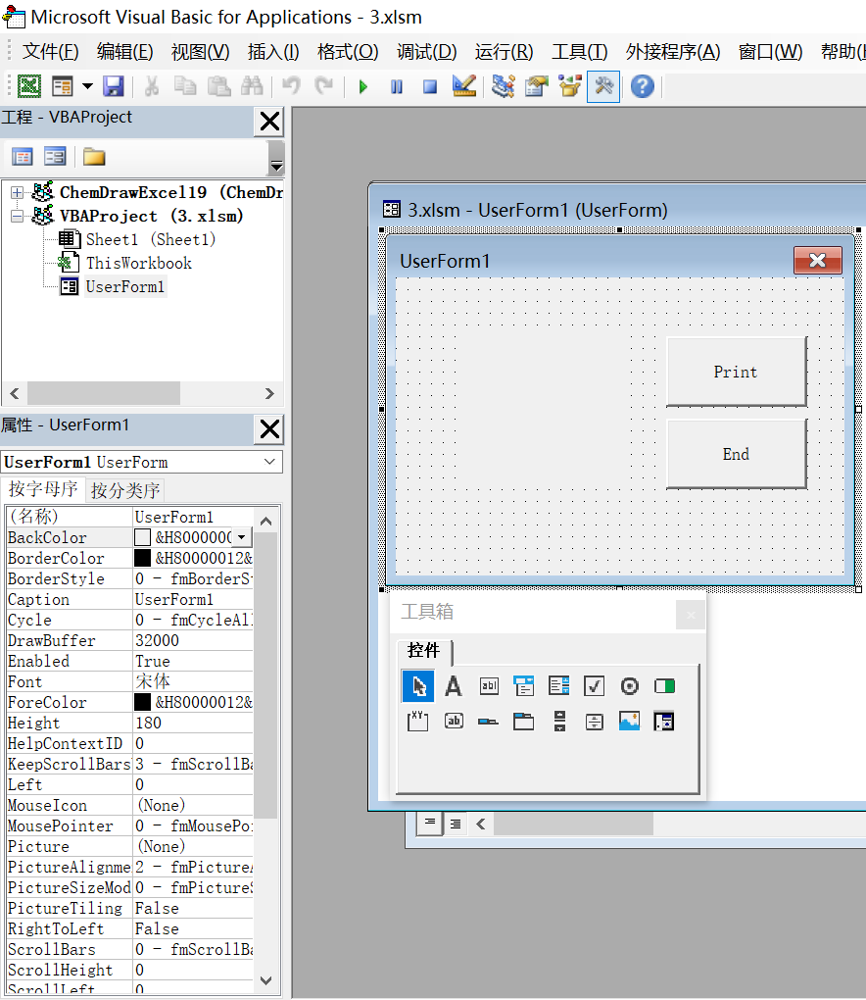 Microsoft Visual Basic for Applications - 3.xlsm
文件(F) 编辑(E) 视图(V) 插入(I) 格式(O) 调试(D) 运行(R) 工具(T) 外接程序(A) 窗口(W) 帮助(
工程 - VBAProject
ChemDrawExcel19 (ChemDr
VBAProject (3.xlsm)
Sheet1 (Sheet1)
ThisWorkbook
UserForm1
属性 - UserForm1
UserForm1 UserForm
按字母序 按分类序
(名称) UserForm1
BackColor &H8000000
BorderColor &H80000012&
BorderStyle 0 - fmBorderS
Caption UserForm1
Cycle 0 - fmCycleAll
DrawBuffer 32000
Enabled True
Font 宋体
ForeColor &H80000012&
Height 180
HelpContextID 0
KeepScrollBars 3 - fmScrollBa
Left 0
MouseIcon (None)
MousePointer 0 - fmMousePoi
Picture (None)
PictureAlignme 2 - fmPictureA
PictureSizeMod 0 - fmPictureS
PictureTiling False
RightToLeft False
ScrollBars 0 - fmScrollBa
ScrollHeight 0
ScrollLeft 0
3.xlsm - UserForm1 (UserForm)
UserForm1
Print
End
工具箱
控件
A abl
XY ab